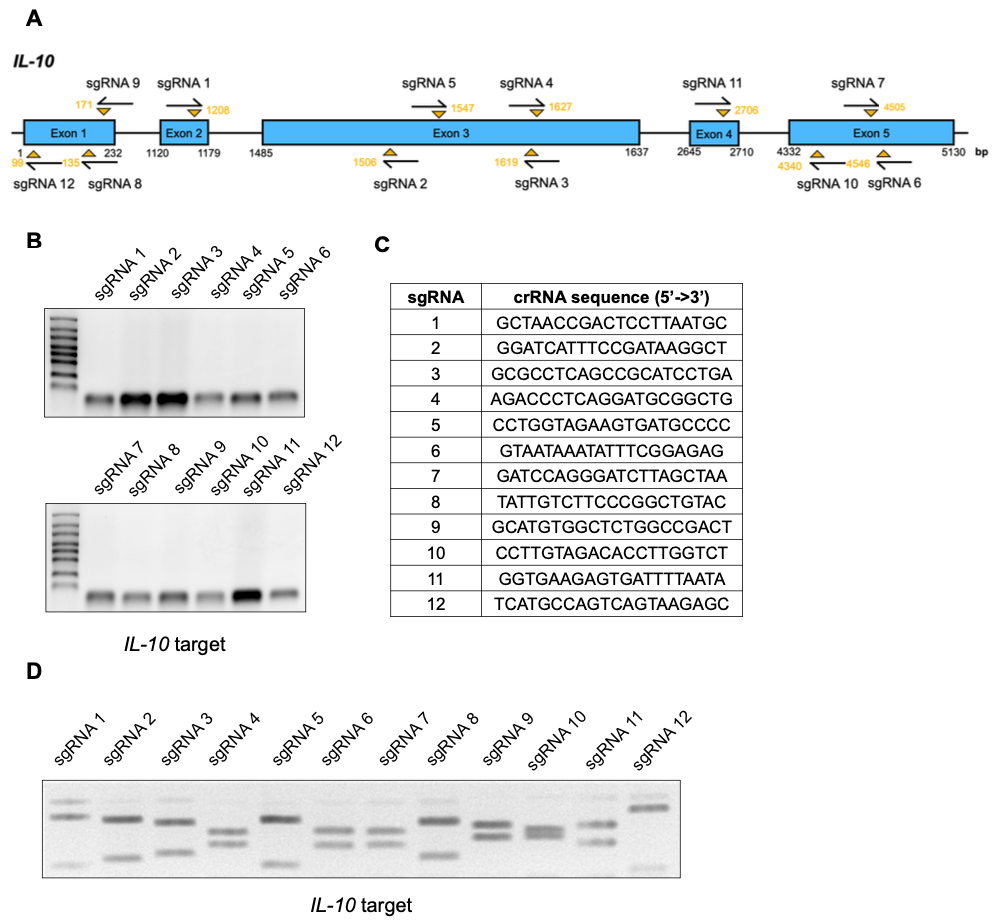 A
IL-10
sgRNA 9 sgRNA 1 sgRNA 5 sgRNA 4 sgRNA 11 sgRNA 7
171 1208 1547 1627 2706 4505
Exon 1 Exon 2 Exon 3 Exon 4 Exon 5
1 232 1120 1179 1485 1637 2645 2710 4332 5130 bp
99 135 1506 1619 4340 4546
sgRNA 12 sgRNA 8 sgRNA 2 sgRNA 3 sgRNA 10 sgRNA 6
B
sgRNA 1 sgRNA 2 sgRNA 3 sgRNA 4 sgRNA 5 sgRNA 6
sgRNA 7 sgRNA 8 sgRNA 9 sgRNA 10 sgRNA 11 sgRNA 12
IL-10 target
C
sgRNA crRNA sequence (5’->3’)
1 GCTAACCGACTCCTTAATGC
2 GGATCATTTCCGATAAGGCT
3 GCGCCTCAGCCGCATCCTGA
4 AGACCCTCAGGATGCGGCTG
5 CCTGGTAGAAGTGATGCCCC
6 GTAATAAATATTTCGGAGAG
7 GATCCAGGGATCTTAGCTAA
8 TATTGTCTTCCCGGCTGTAC
9 GCATGTGGCTCTGGCCGACT
10 CCTTGTAGACACCTTGGTCT
11 GGTGAAGAGTGATTTTAATA
12 TCATGCCAGTCAGTAAGAGC
D
sgRNA 1 sgRNA 2 sgRNA 3 sgRNA 4 sgRNA 5 sgRNA 6 sgRNA 7 sgRNA 8 sgRNA 9 sgRNA 10 sgRNA 11 sgRNA 12
IL-10 target